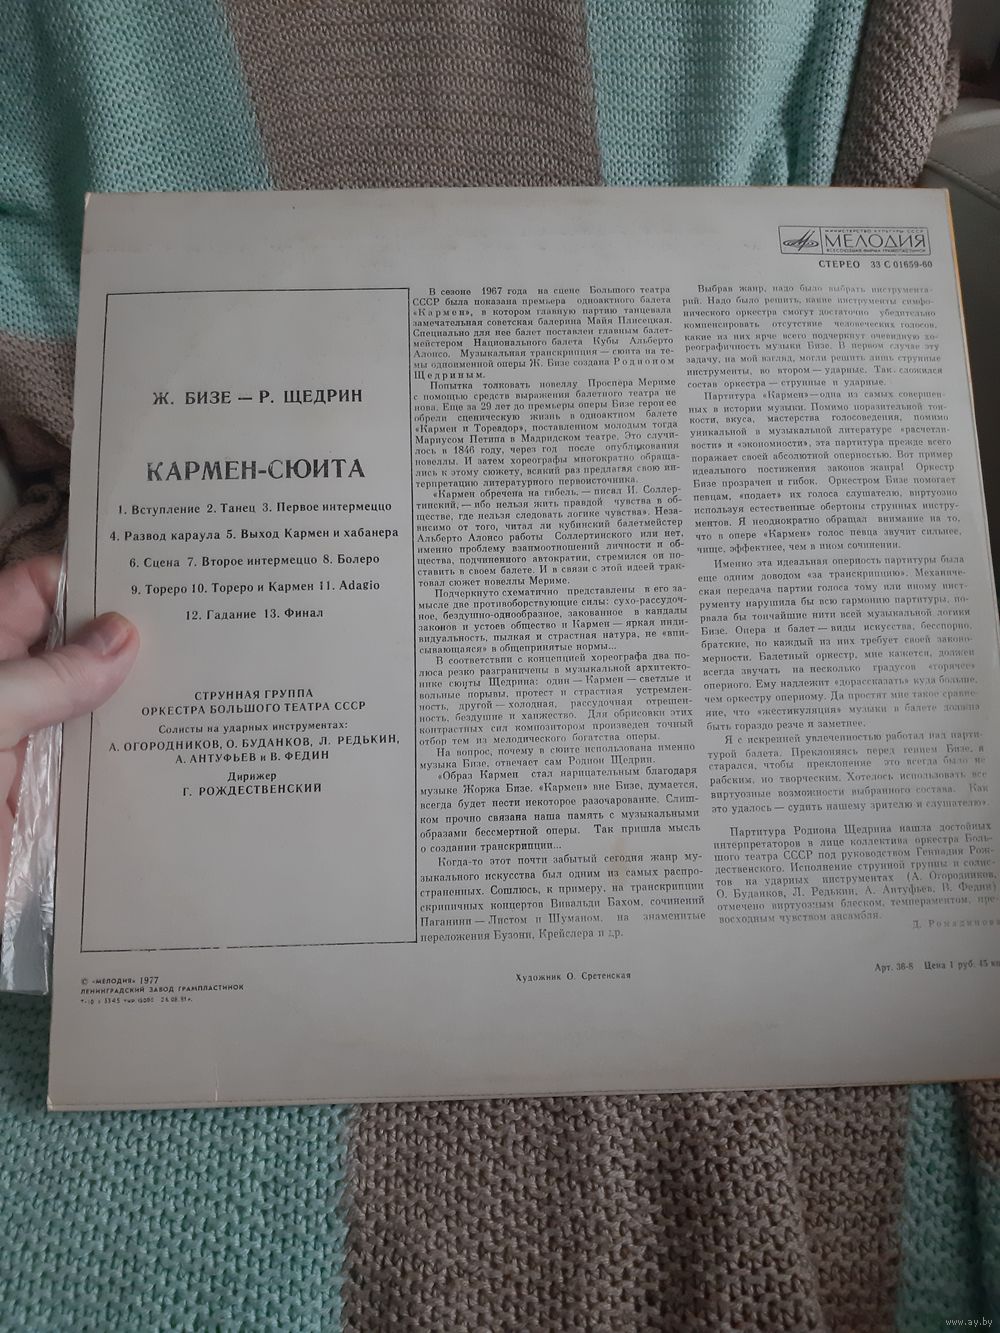 МИНИСТЕРСТВО КУЛЬТУРЫ СССР
МЕЛОДИЯ
ВСЕСОЮЗНАЯ ФИРМА ГРАМПЛАСТИНОК
СТЕРЕО 33 С 01659-60
Ж. БИЗЕ — Р. ЩЕДРИН
КАРМЕН-СЮИТА
1. Вступление 2. Танец 3. Первое интермеццо
4. Развод караула 5. Выход Кармен и хабанера
6. Сцена 7. Второе интермеццо 8. Болеро
9. Тореро 10. Тореро и Кармен 11. Adagio
12. Гадание 13. Финал
СТРУННАЯ ГРУППА
ОРКЕСТРА БОЛЬШОГО ТЕАТРА СССР
Солисты на ударных инструментах:
А. ОГОРОДНИКОВ, О. БУДАНКОВ, Л. РЕДЬКИН,
А. АНТУФЬЕВ и В. ФЕДИН
Дирижер
Г. РОЖДЕСТВЕНСКИЙ
В сезоне 1967 года на сцене Большого театра
СССР была показана премьера одноактного балета
«Кармен», в котором главную партию танцевала
замечательная советская балерина Майя Плисецкая.
Специально для нее балет поставлен главным балет-
мейстером Национального балета Кубы Альберто
Алонсо. Музыкальная транскрипция — сюита на те-
мы одноименной оперы Ж. Бизе создана Родионом
Щедриным.
Попытка толковать новеллу Проспера Мериме
с помощью средств выражения балетного театра не
нова. Еще за 29 лет до премьеры оперы Бизе герои ее
обрели сценическую жизнь в одноактном балете
«Кармен и Тореадор», поставленном молодым тогда
Мариусом Петипа в Мадридском театре. Это случи-
лось в 1846 году, через год после опубликования
новеллы. И затем хореографы многократно обраща-
лись к этому сюжету, всякий раз предлагая свою ин-
терпретацию литературного первоисточника.
«Кармен обречена на гибель, — писал И. Соллер-
тинский, — ибо нельзя жить правдой чувства в об-
ществе, где нельзя следовать логике чувства». Неза-
висимо от того, читал ли кубинский балетмейстер
Альберто Алонсо работы Соллертинского или нет,
именно проблему взаимоотношений личности и об-
щества, подчиненного автократии, стремился он по-
ставить в своем балете. И в связи с этой идеей трак-
товал сюжет новеллы Мериме.
Подчеркнуто схематично представлены в его за-
мысле две противоборствующие силы: сухо-рассудоч-
ное, бездушно-однообразное, закованное в кандалы
законов и устоев общество и Кармен — яркая инди-
видуальность, пылкая и страстная натура, не «впи-
сывающаяся» в общепринятые нормы...
В соответствии с концепцией хореографа два по-
люса резко разграничены в музыкальной архитекто-
нике сюиты Щедрина: один — Кармен — светлые и
вольные порывы, протест и страстная устремлен-
ность, другой — холодная, рассудочная отрешен-
ность, бездушие и ханжество. Для обрисовки этих
контрастных сил композитором произведен точный
отбор тем из мелодического богатства оперы.
На вопрос, почему в сюите использована именно
музыка Бизе, отвечает сам Родион Щедрин.
«Образ Кармен стал нарицательным благодаря
музыке Жоржа Бизе. «Кармен» вне Бизе, думается,
всегда будет нести некоторое разочарование. Слиш-
ком прочно связана наша память с музыкальными
образами бессмертной оперы. Так пришла мысль
о создании транскрипции...
Когда-то этот почти забытый сегодня жанр му-
зыкального искусства был одним из самых распро-
страненных. Сошлюсь, к примеру, на транскрипции
скрипичных концертов Вивальди Бахом, сочинений
Паганини — Листом и Шуманом, на знаменитые
переложения Бузони, Крейслера и др.
Выбрав жанр, надо было выбрать инструмента-
рий. Надо было решить, какие инструменты симфо-
нического оркестра смогут достаточно убедительно
компенсировать отсутствие человеческих голосов,
какие из них ярче всего подчеркнут очевидную хо-
реографичность музыки Бизе. В первом случае эту
задачу, на мой взгляд, могли решить лишь струнные
инструменты, во втором — ударные. Так сложился
состав оркестра — струнные и ударные.
Партитура «Кармен» — одна из самых совершен-
ных в истории музыки. Помимо поразительной тон-
кости, вкуса, мастерства голосоведения, помимо
уникальной в музыкальной литературе «расчетли-
вости» и «экономности», эта партитура прежде всего
поражает своей абсолютной оперностью. Вот пример
идеального постижения законов жанра! Оркестр
Бизе прозрачен и гибок. Оркестром Бизе помогает
певцам, «подает» их голоса слушателю, виртуозно
используя естественные обертоны струнных инстру-
ментов. Я неоднократно обращал внимание на то,
что в опере «Кармен» голос певца звучит сильнее,
чище, эффектнее, чем в ином сочинении.
Именно эта идеальная оперность партитуры была
еще одним доводом «за транскрипцию». Механиче-
ская передача партии голоса тому или иному инст-
рументу нарушила бы всю гармонию партитуры, по-
рвала бы тончайшие нити всей музыкальной логики
Бизе. Опера и балет — виды искусства, бесспорно,
братские, но каждый из них требует своей законо-
мерности. Балетный оркестр, мне кажется, должен
всегда звучать на несколько градусов «горячее»
оперного. Ему надлежит «дорассказать» куда больше,
чем оркестру оперному. Да простят мне такое сравне-
ние, что «жестикуляция» музыки в балете должна
быть гораздо резче и заметнее.
Я с искренней увлеченностью работал над парти-
турой балета. Преклоняясь перед гением Бизе, я
старался, чтобы преклонение это всегда было не
рабским, но творческим. Хотелось использовать все
виртуозные возможности выбранного состава. Как
это удалось — судить нашему зрителю и слушателю».
Партитура Родиона Щедрина нашла достойных
интерпретаторов в лице коллектива оркестра Боль-
шого театра СССР под руководством Геннадия Рож-
дественского. Исполнение струнной группы и солис-
тов на ударных инструментах (А. Огородников,
О. Буданков, Л. Редькин, А. Антуфьев, В. Федин)
отмечено виртуозным блеском, темпераментом, пре-
восходным чувством ансамбля.
Д. Ромадинова
© «МЕЛОДИЯ» 1977
ЛЕНИНГРАДСКИЙ ЗАВОД ГРАМПЛАСТИНОК
Художник О. Сретенская
Арт. 36-8 Цена 1 руб. 45 коп
www.ay.by